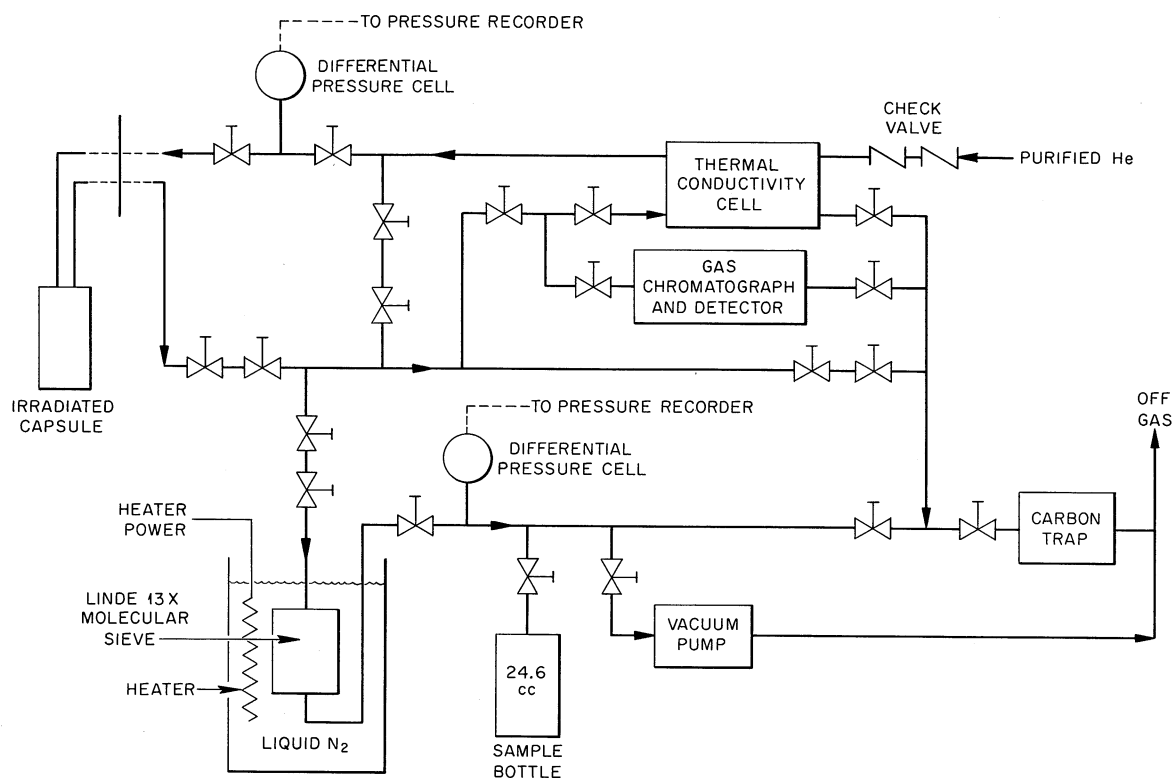 TO PRESSURE RECORDER
DIFFERENTIAL
PRESSURE CELL
CHECK
VALVE
PURIFIED He
THERMAL
CONDUCTIVITY
CELL
GAS
CHROMATOGRAPH
AND DETECTOR
IRRADIATED
CAPSULE
TO PRESSURE RECORDER
DIFFERENTIAL
PRESSURE CELL
OFF
GAS
HEATER
POWER
CARBON
TRAP
LINDE 13X
MOLECULAR
SIEVE
VACUUM
PUMP
24.6
CC
HEATER
LIQUID N₂
SAMPLE
BOTTLE